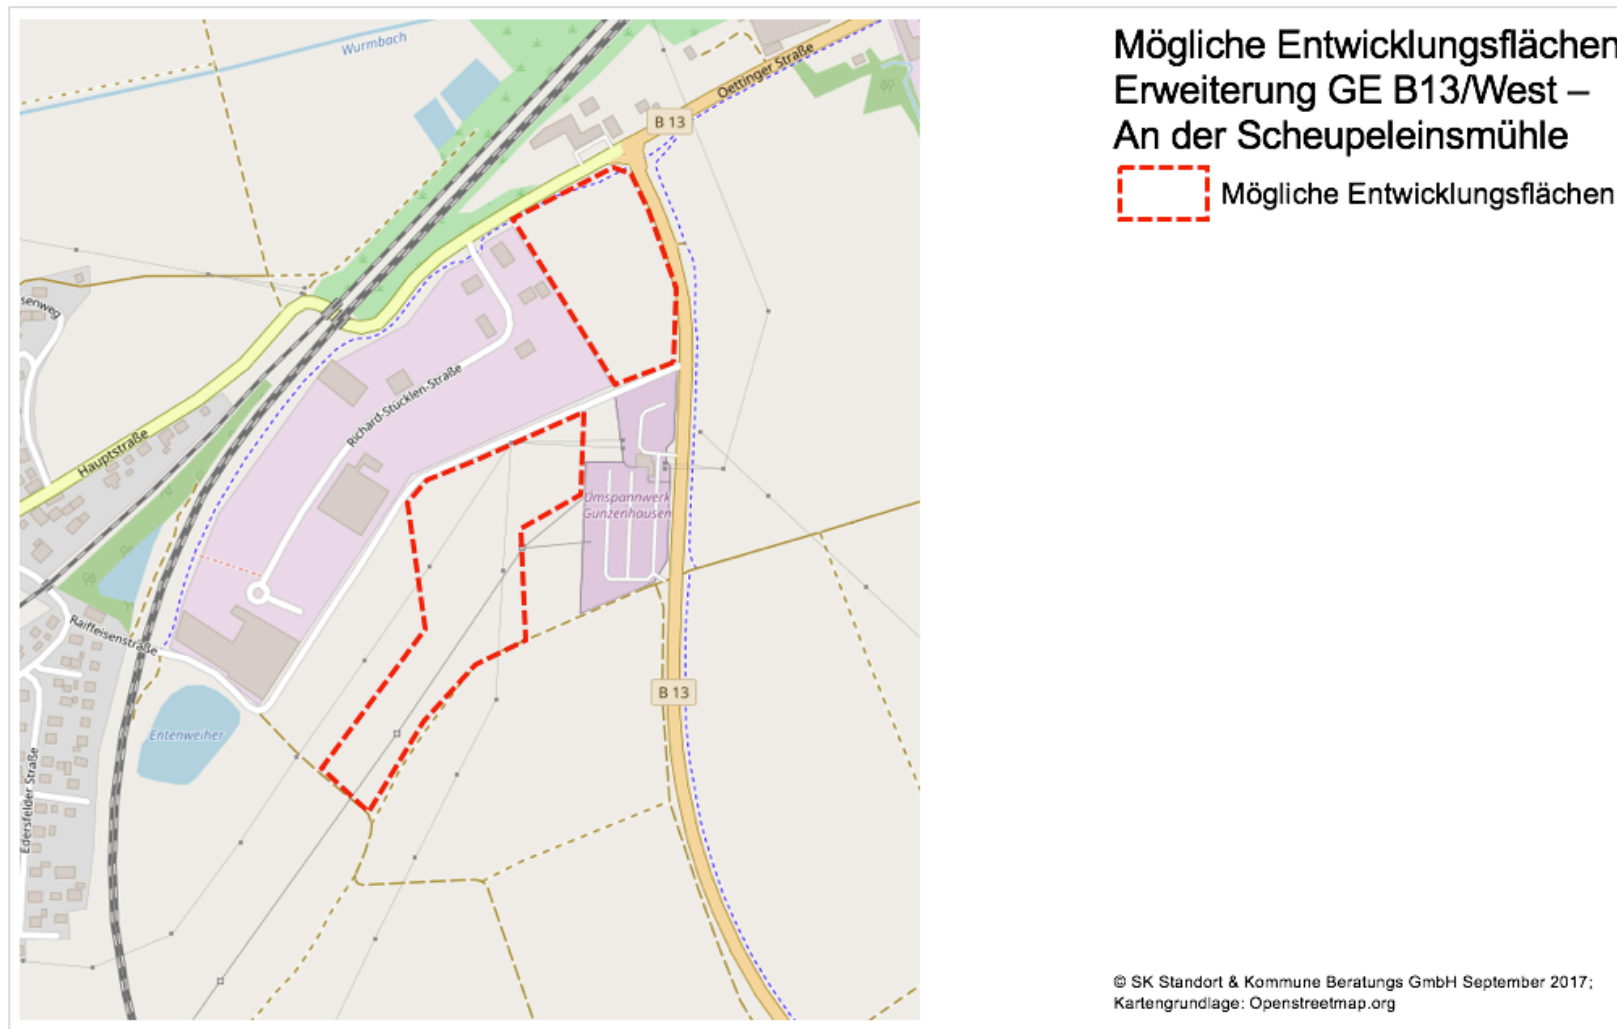 Mögliche Entwicklungsflächen
Erweiterung GE B13/West –
An der Scheupeleinsmühle
Mögliche Entwicklungsflächen
Wurmbach
Oettinger Straße
B 13
senweg
Richard-Stücklen-Straße
Hauptstraße
Umspannwerk
Gunzenhausen
Raiffeisenstraße
B 13
Entenweiher
Edersfelder Straße
© SK Standort & Kommune Beratungs GmbH September 2017;
Kartengrundlage: Openstreetmap.org